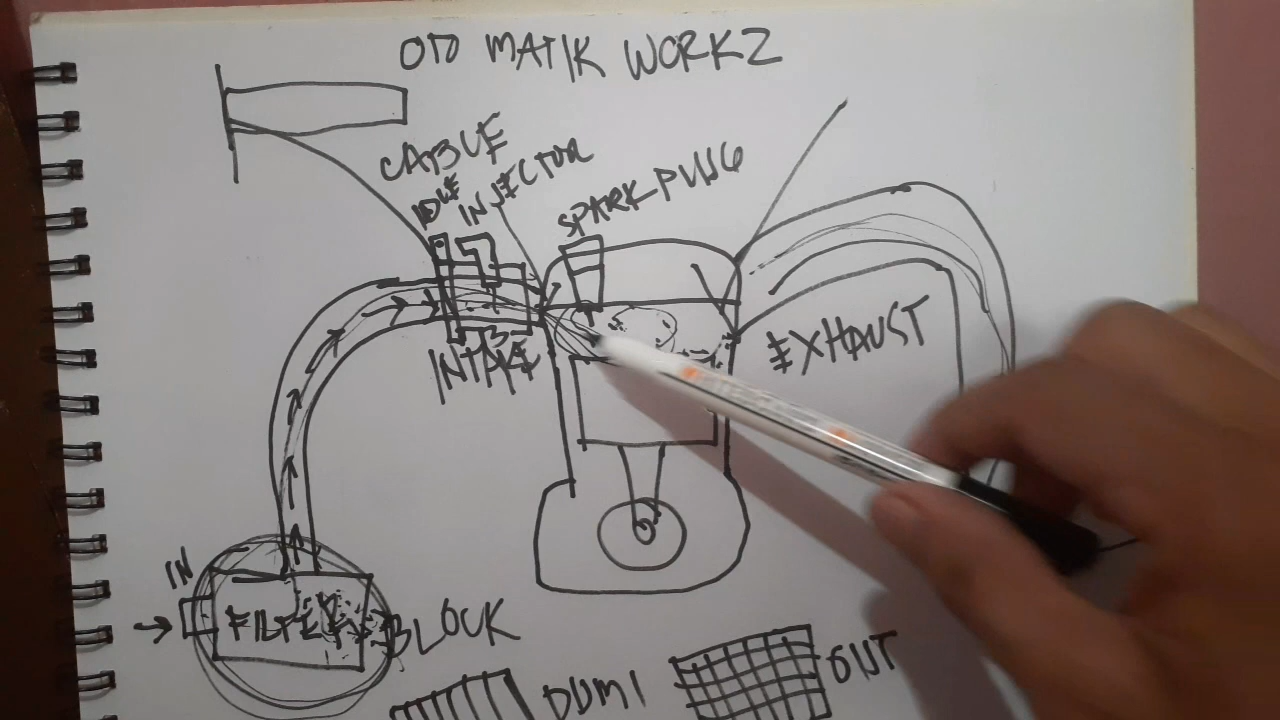 OTO MATIK WORKZ
CABLE
IDLE
INJECTOR
SPARK PLUG
INTAKE
EXHAUST
IN
FILTER
BLOCK
DUMI
OUT